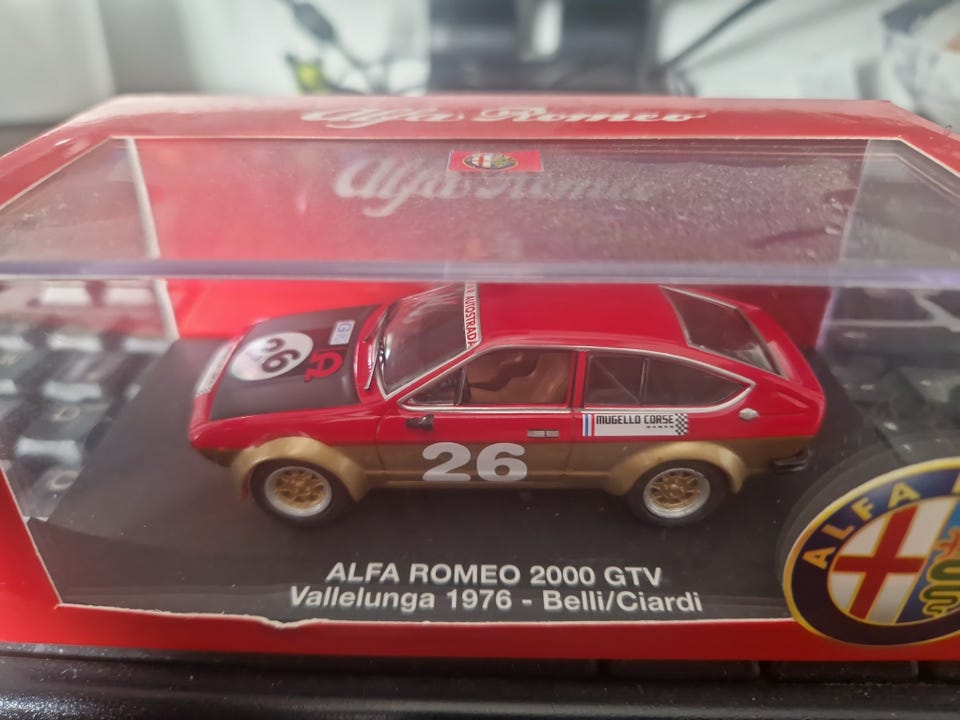 Alfa Romeo
Alfa Romeo
AUTOSTRADA
26
MUGELLO CORSE
26
ALFA ROMEO 2000 GTV
Vallelunga 1976 - Belli/Ciardi
ALFA